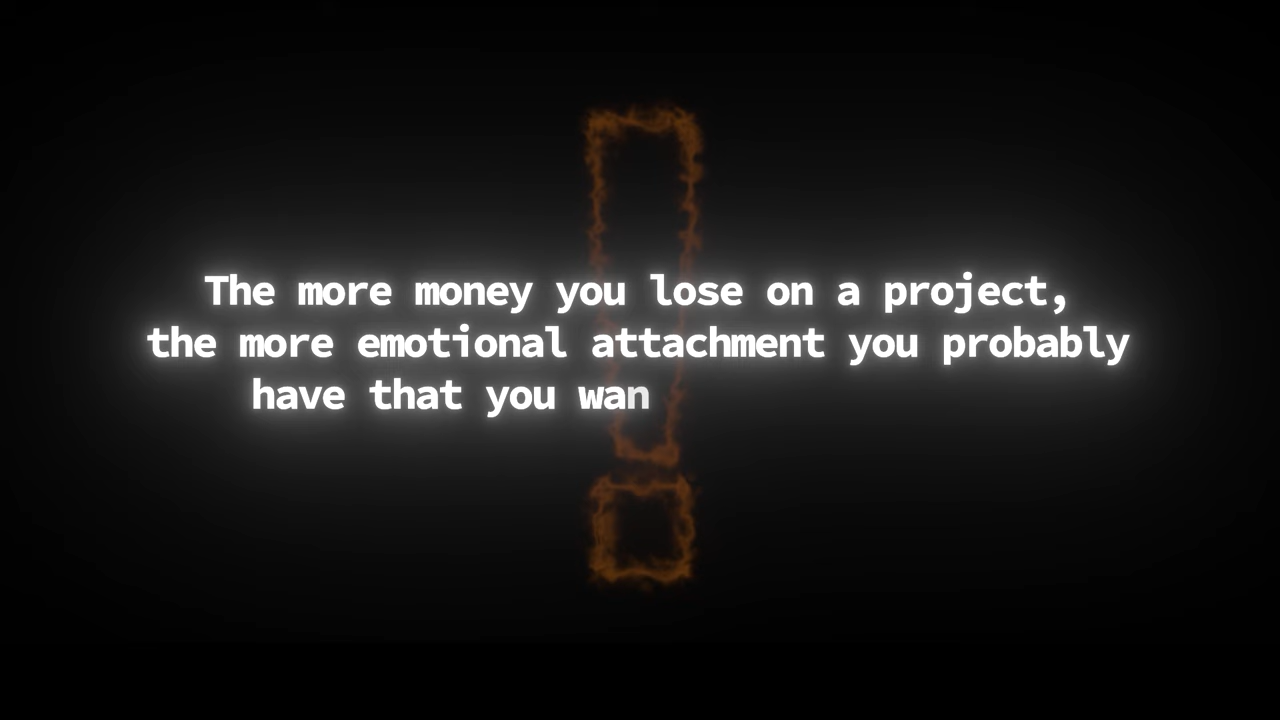 The more money you lose on a project,
the more emotional attachment you probably
have that you wan